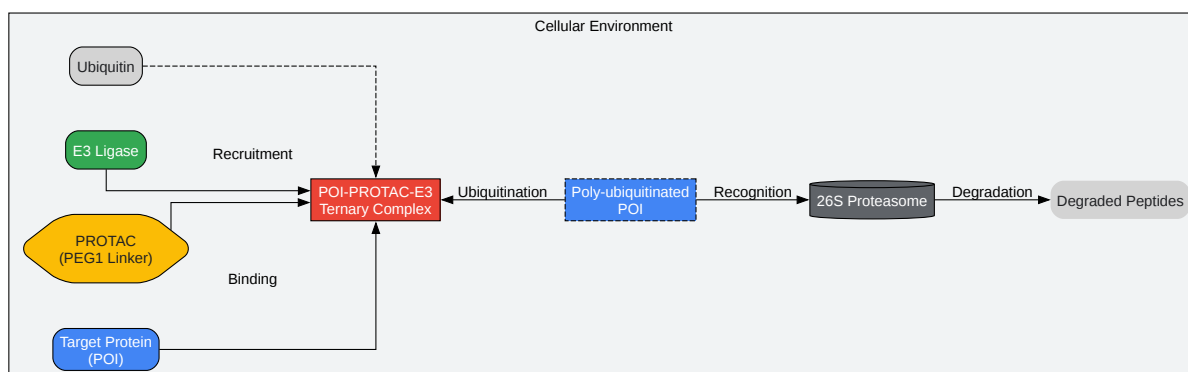 Cellular Environment
Ubiquitin
E3 Ligase
Recruitment
POI-PROTAC-E3
Ternary Complex
Ubiquitination
Poly-ubiquitinated
POI
Recognition
26S Proteasome
Degradation
Degraded Peptides
PROTAC
(PEG1 Linker)
Binding
Target Protein
(POI)